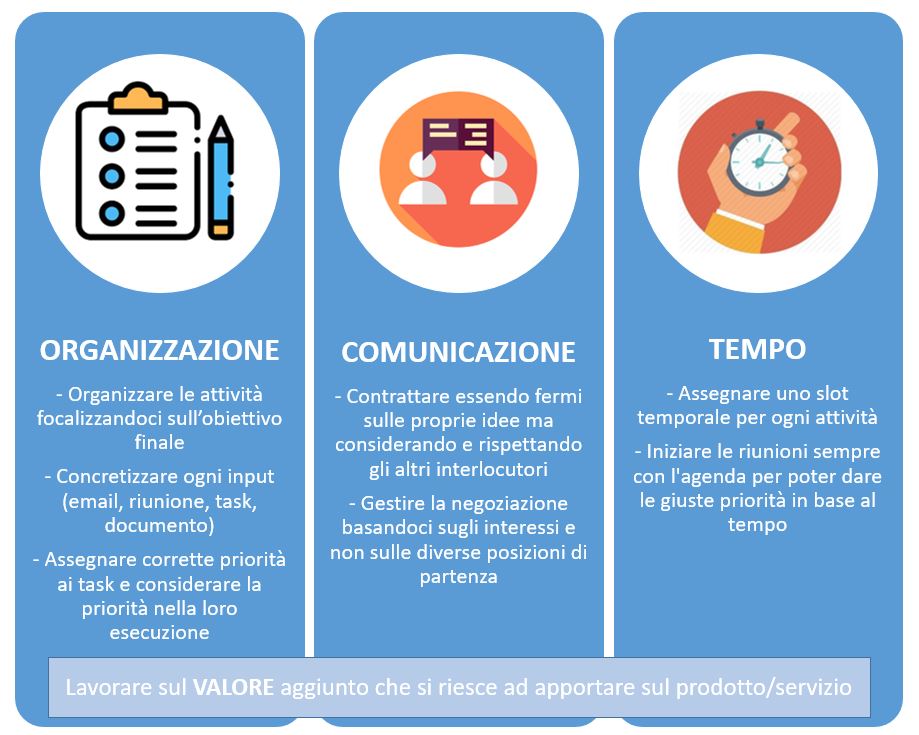 ORGANIZZAZIONE
- Organizzare le attività
focalizzandoci sull’obiettivo
finale
- Concretizzare ogni input
(email, riunione, task,
documento)
- Assegnare corrette priorità
ai task e considerare la
priorità nella loro
esecuzione
COMUNICAZIONE
- Contrattare essendo fermi
sulle proprie idee ma
considerando e rispettando
gli altri interlocutori
- Gestire la negoziazione
basandoci sugli interessi e
non sulle diverse posizioni di
partenza
TEMPO
- Assegnare uno slot
temporale per ogni attività
- Iniziare le riunioni sempre
con l'agenda per poter dare
le giuste priorità in base al
tempo
Lavorare sul VALORE aggiunto che si riesce ad apportare sul prodotto/servizio